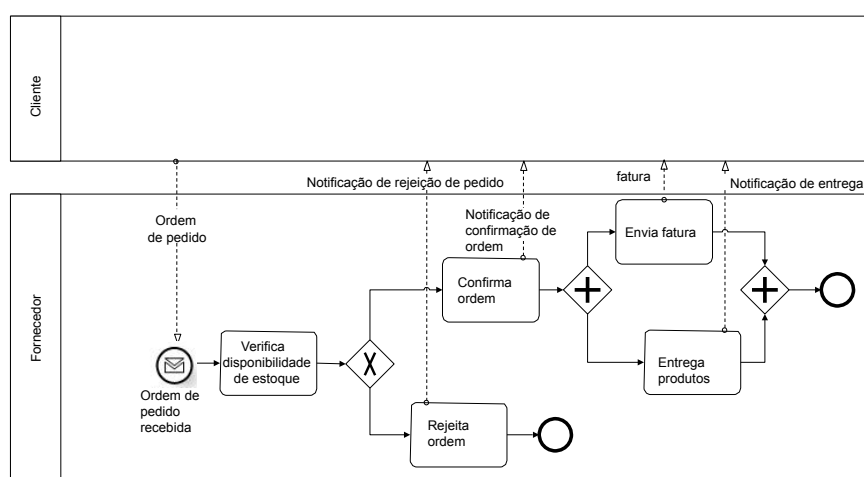 Cliente
Notificação de rejeição de pedido
fatura
Notificação de entrega
Fornecedor
Ordem
de pedido
Notificação de
confirmação de
ordem
Envia fatura
Confirma
ordem
Verifica
disponibilidade
de estoque
X
Entrega
produtos
Ordem de
pedido
recebida
Rejeita
ordem